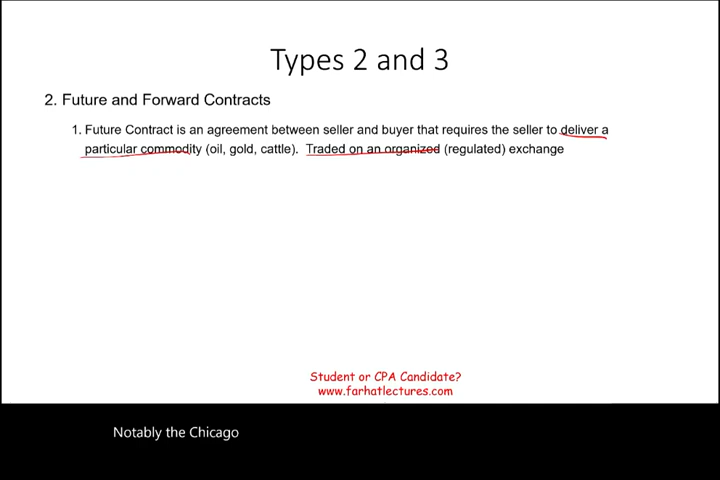 Types 2 and 3
2. Future and Forward Contracts
1. Future Contract is an agreement between seller and buyer that requires the seller to deliver a
particular commodity (oil, gold, cattle). Traded on an organized (regulated) exchange
Student or CPA Candidate?
www.farhatlectures.com
Notably the Chicago